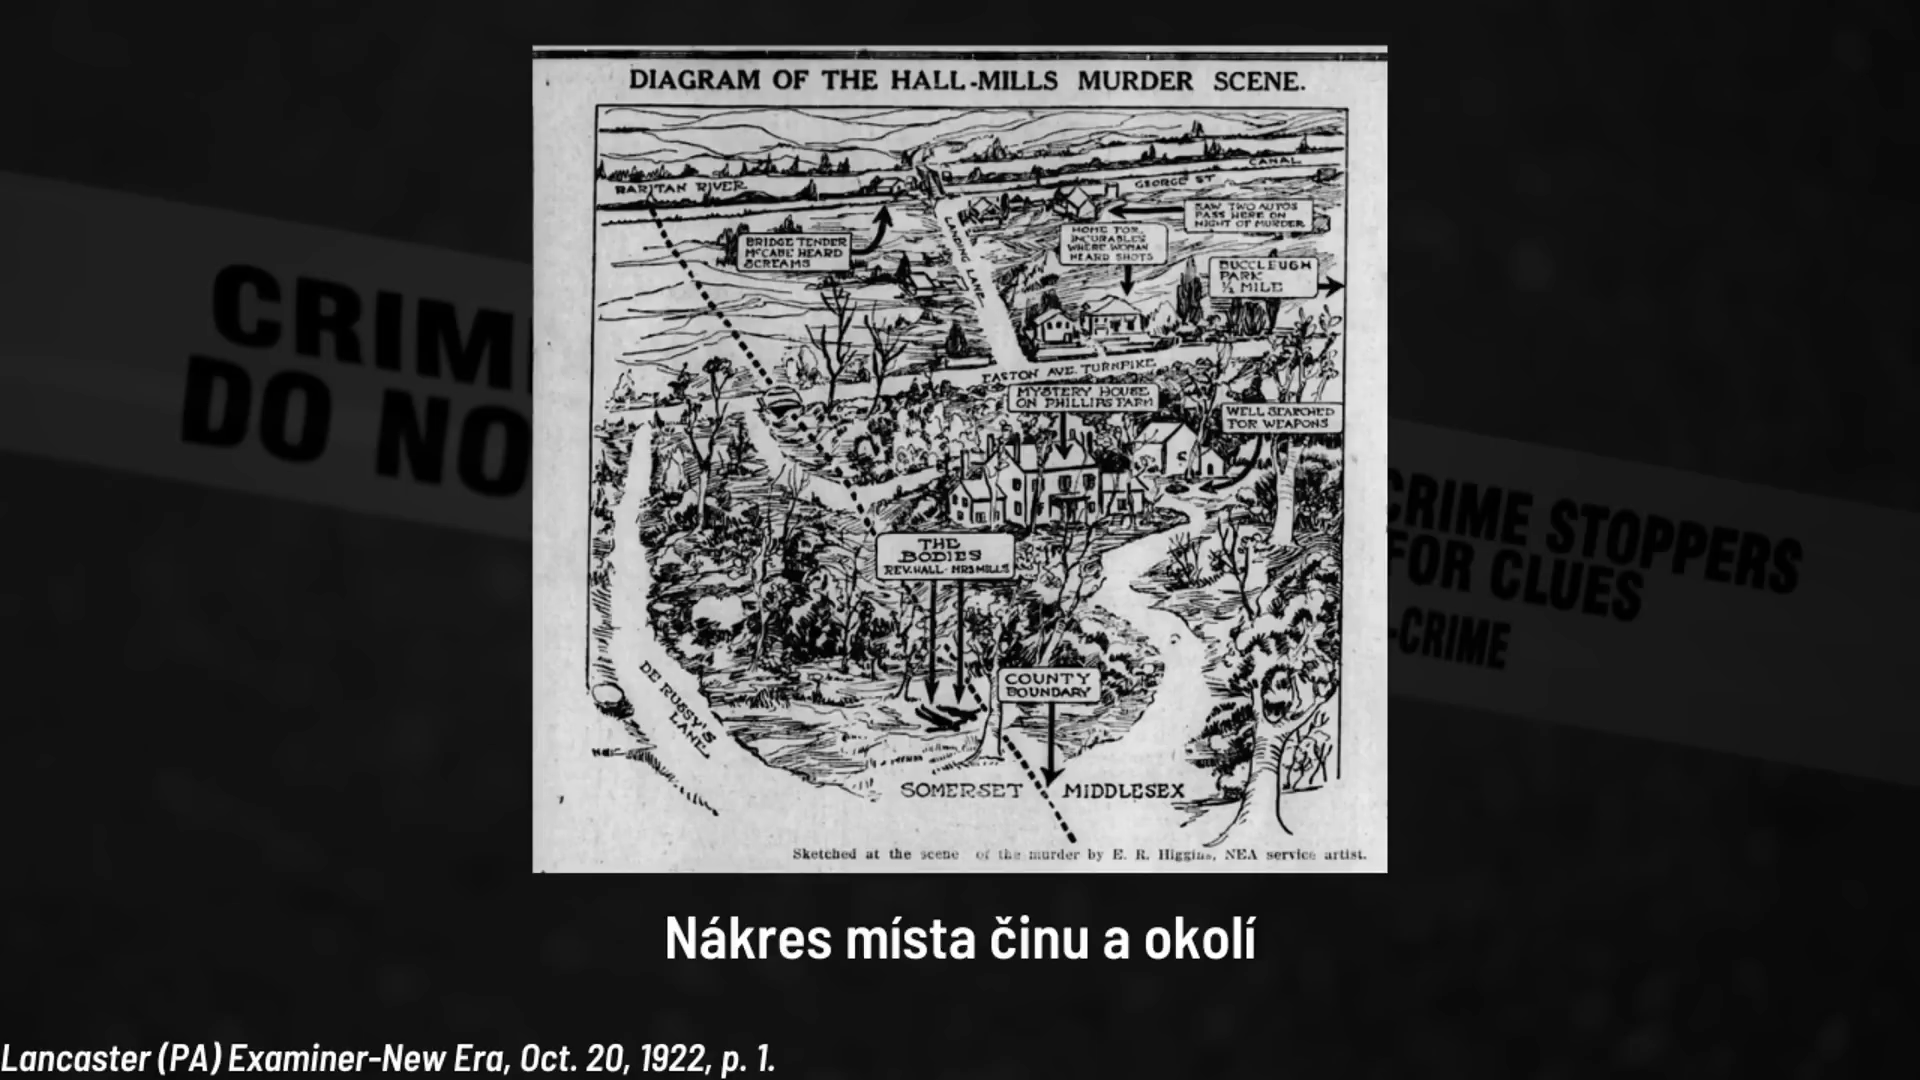 DIAGRAM OF THE HALL-MILLS MURDER SCENE.
CANAL
RARITAN RIVER
GEORGE ST
SAW TWO AUTOS
PASS HERE ON
NIGHT OF MURDER
BRIDGE TENDER
McCABE HEARD
SCREAMS
LANDING LANE
HOME FOR
INCURABLES
WHERE WOMAN
HEARD SHOTS
BUCCLEUGH
PARK
½ MILE
EASTON AVE. TURNPIKE
MYSTERY HOUSE
ON PHILLIPS FARM
WELL SEARCHED
FOR WEAPONS
THE
BODIES
REV. HALL - MRS MILLS
COUNTY
BOUNDARY
DE RUSSY'S
LANE
SOMERSET
MIDDLESEX
Sketched at the scene of the murder by E. R. Higgins, NEA service artist.
CRIM
DO NO
CRIME STOPPERS
FOR CLUES
-CRIME
Nákres místa činu a okolí
Lancaster (PA) Examiner-New Era, Oct. 20, 1922, p. 1.